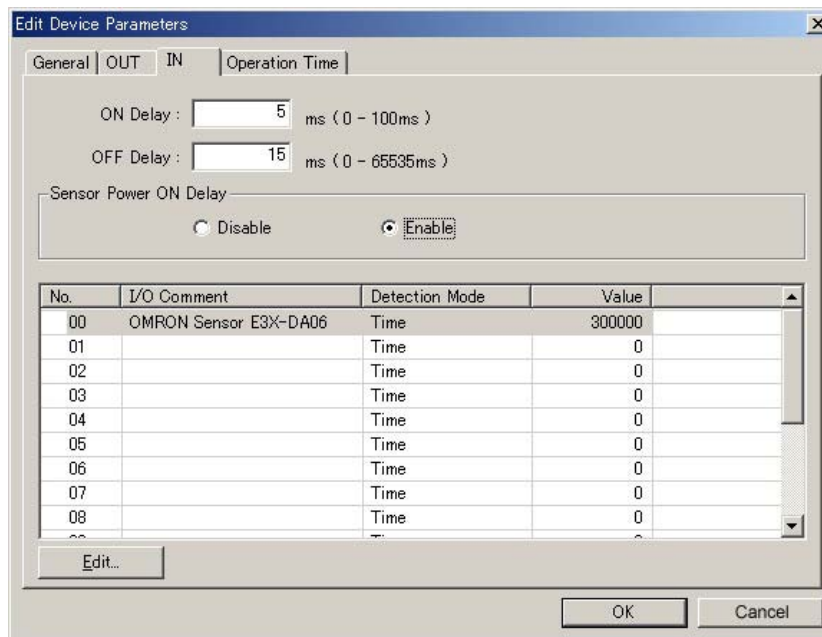 Edit Device Parameters
General OUT IN Operation Time
ON Delay : 5 ms ( 0 - 100ms )
OFF Delay : 15 ms ( 0 - 65535ms )
Sensor Power ON Delay
Disable Enable
No. I/O Comment Detection Mode Value
00 OMRON Sensor E3X-DA06 Time 300000
01 Time 0
02 Time 0
03 Time 0
04 Time 0
05 Time 0
06 Time 0
07 Time 0
08 Time 0
Edit...
OK Cancel